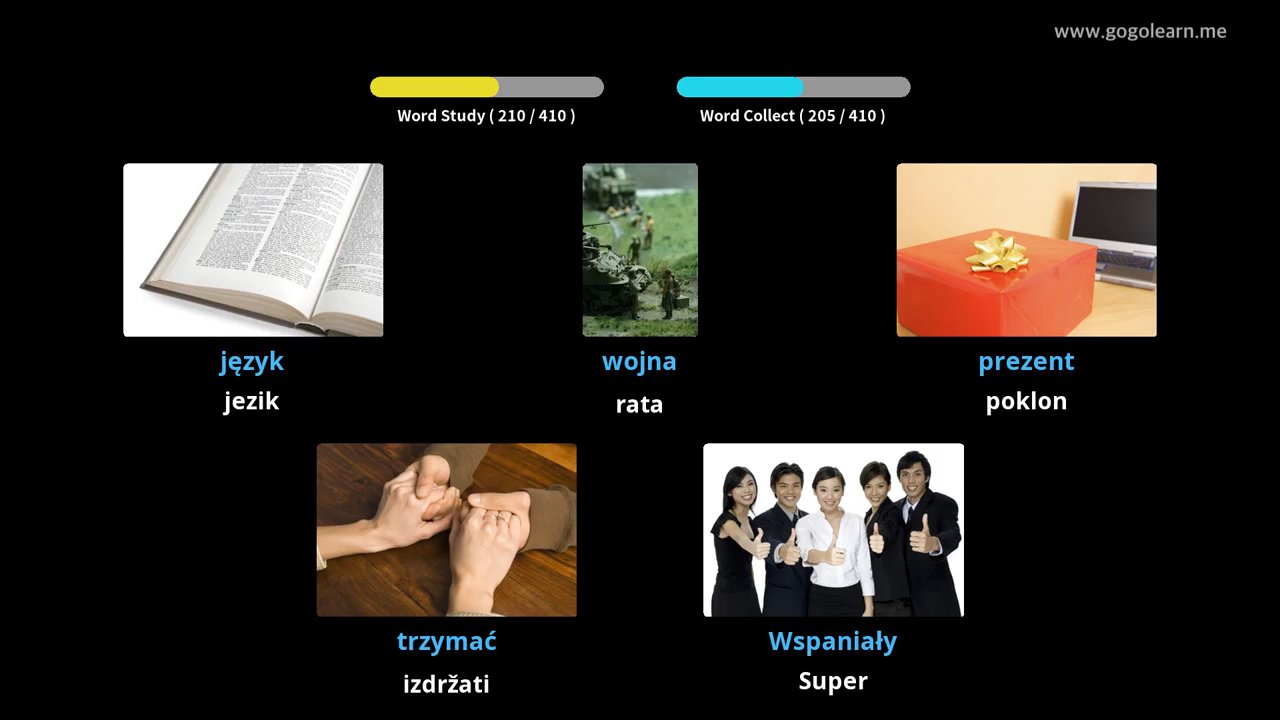 www.gogolearn.me
Word Study ( 210 / 410 )
Word Collect ( 205 / 410 )
język
jezik
wojna
rata
prezent
poklon
trzymać
izdržati
Wspaniały
Super